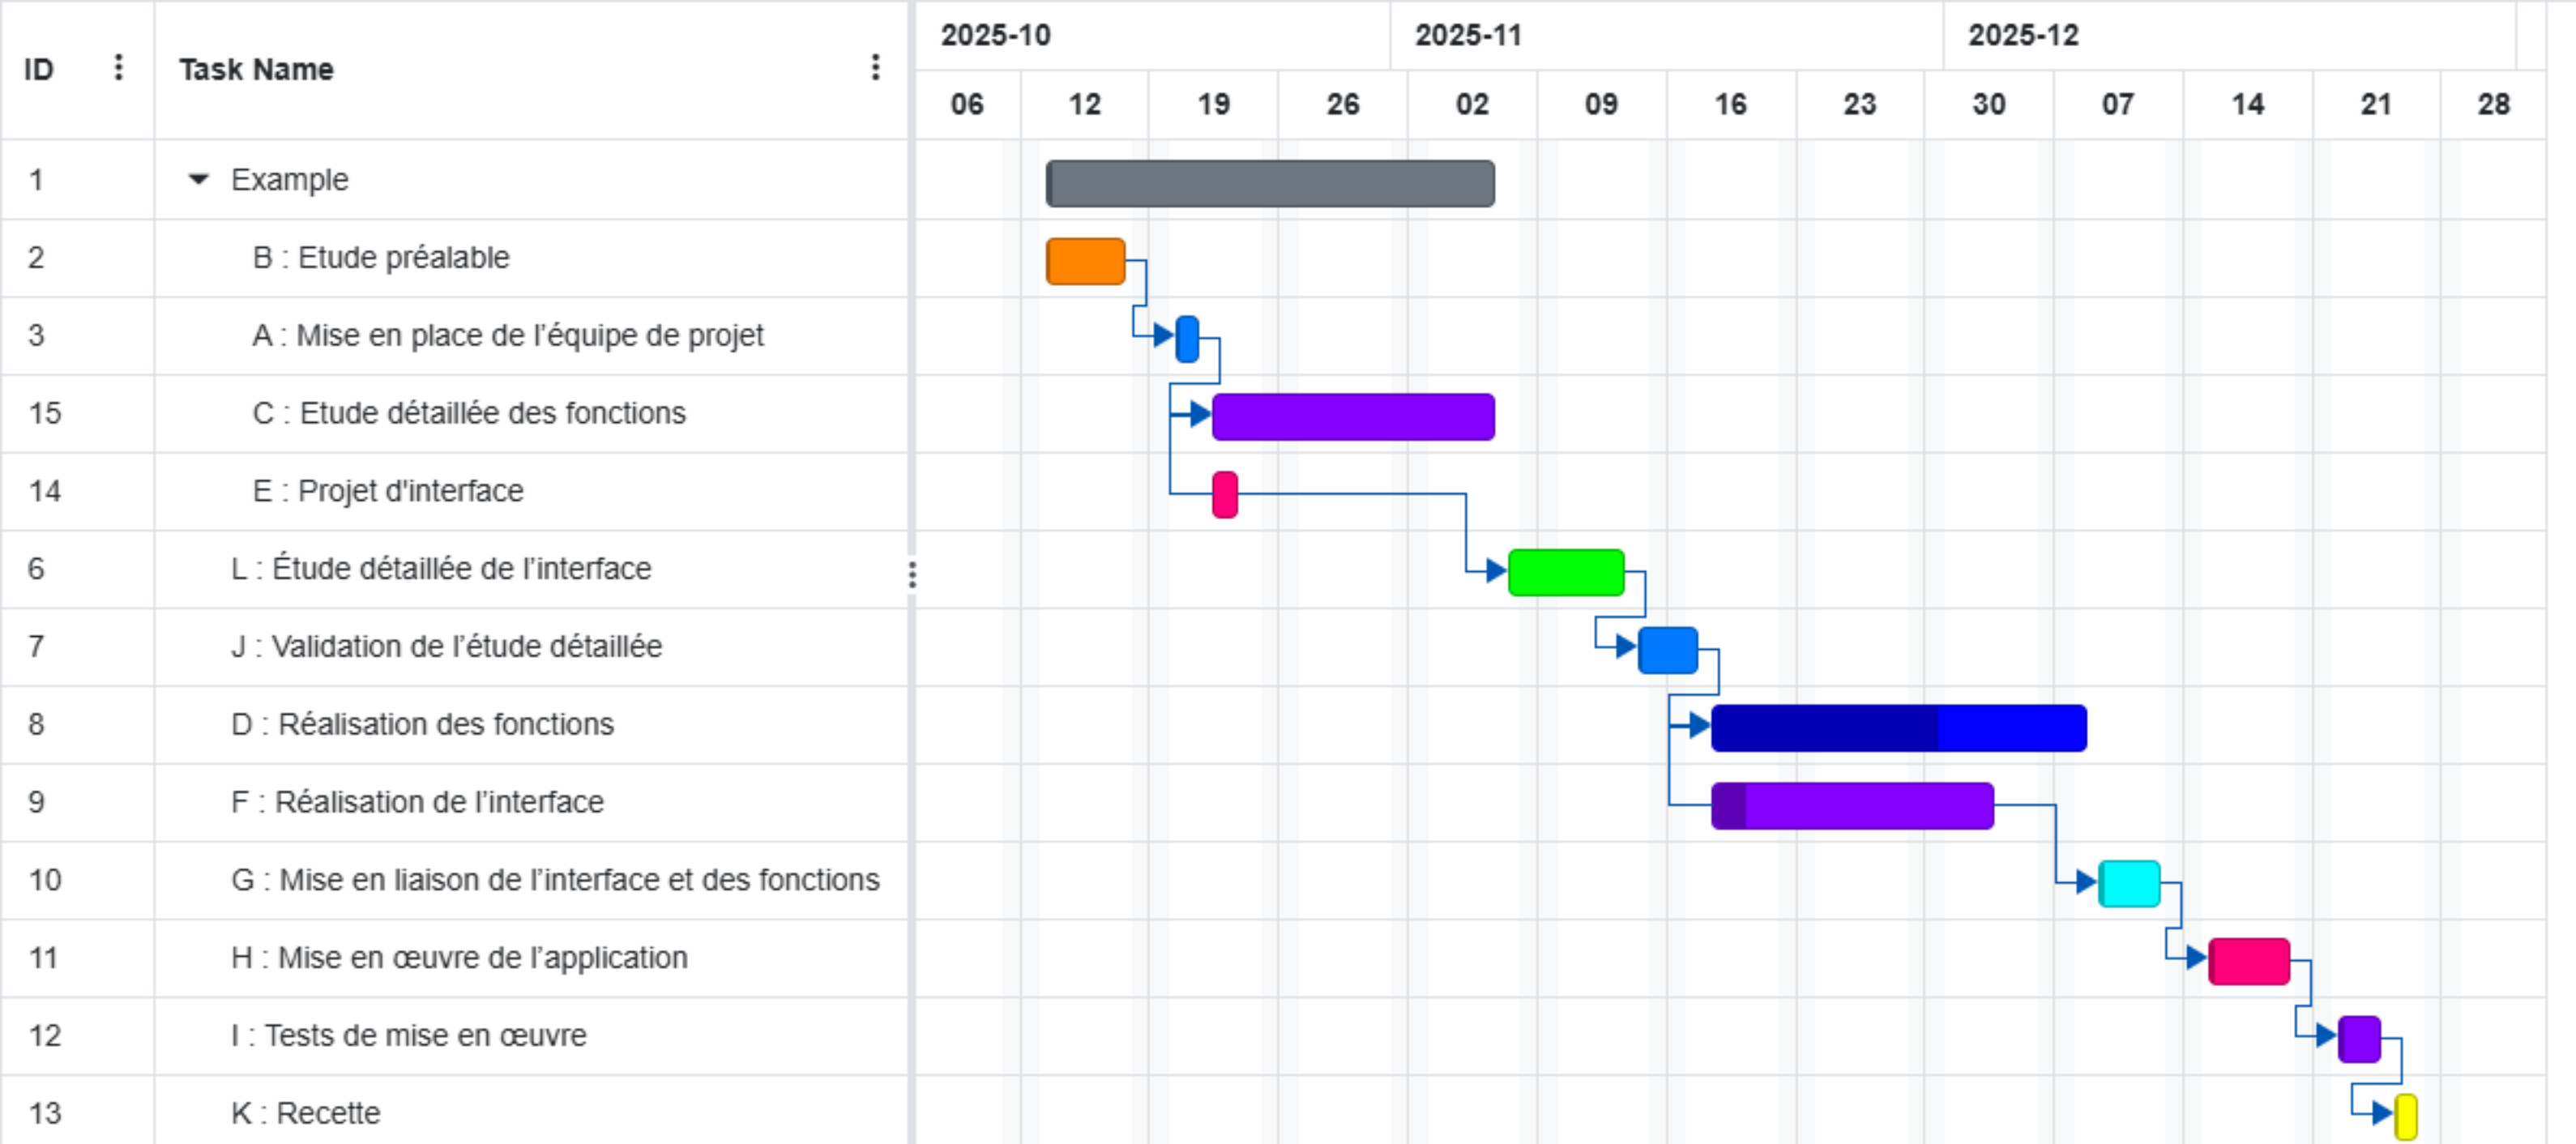 2025-10 2025-11 2025-12
ID Task Name
06 12 19 26 02 09 16 23 30 07 14 21 28
1 Example
2 B : Etude préalable
3 A : Mise en place de l’équipe de projet
15 C : Etude détaillée des fonctions
14 E : Projet d'interface
6 L : Étude détaillée de l’interface
7 J : Validation de l’étude détaillée
8 D : Réalisation des fonctions
9 F : Réalisation de l’interface
10 G : Mise en liaison de l’interface et des fonctions
11 H : Mise en œuvre de l’application
12 I : Tests de mise en œuvre
13 K : Recette